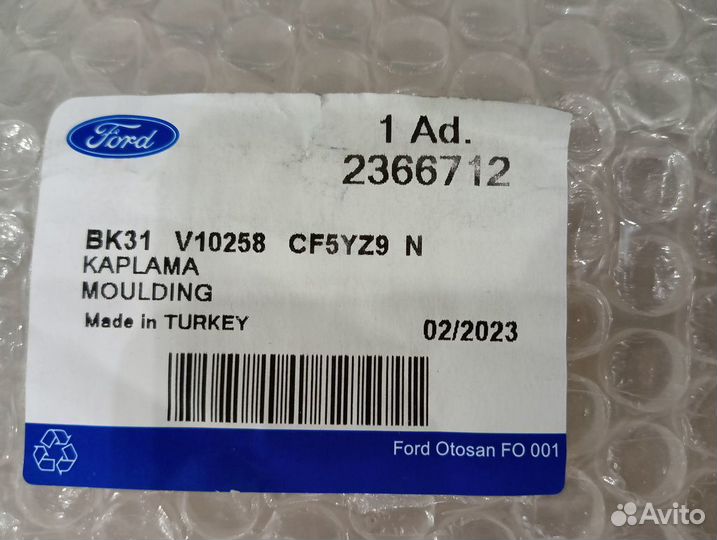 Ford
1 Ad.
2366712
BK31 V10258 CF5YZ9 N
KAPLAMA
MOULDING
Made in TURKEY
02/2023
Ford Otosan FO 001
Avito